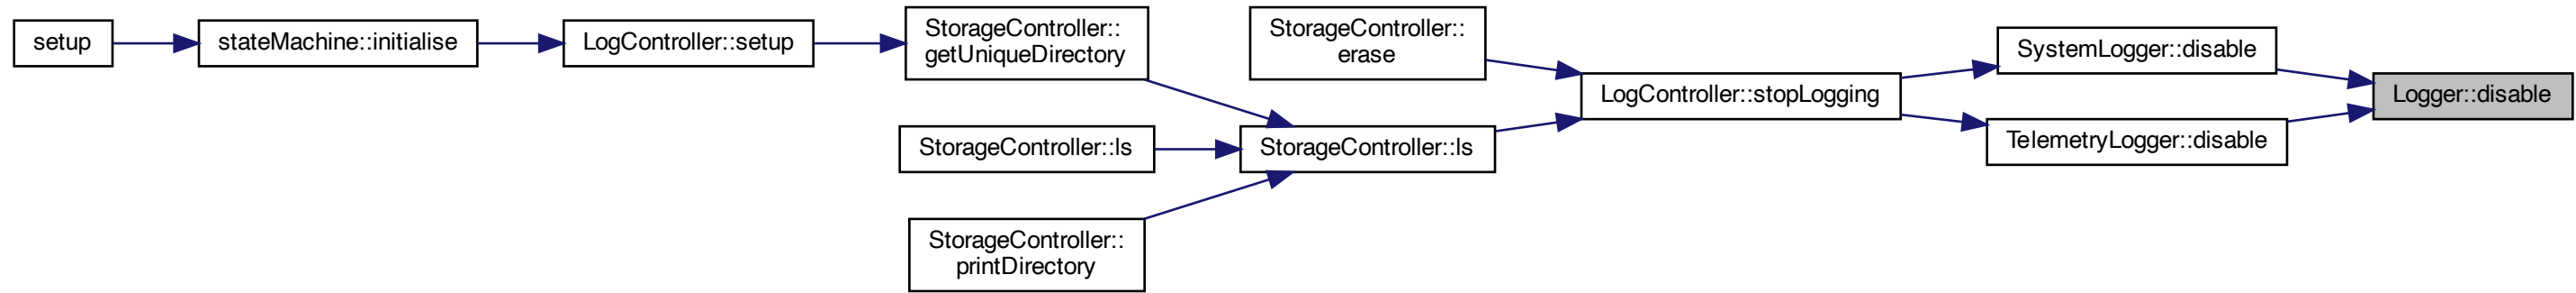 setup
stateMachine::initialise
LogController::setup
StorageController::
getUniqueDirectory
StorageController::ls
StorageController::
printDirectory
StorageController::
erase
StorageController::ls
LogController::stopLogging
SystemLogger::disable
TelemetryLogger::disable
Logger::disable